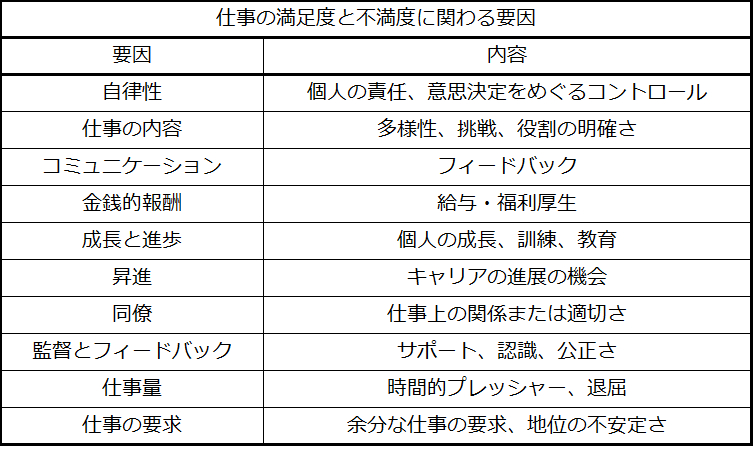 仕事の満足度と不満度に関わる要因
要因 内容
自律性 個人の責任、意思決定をめぐるコントロール
仕事の内容 多様性、挑戦、役割の明確さ
コミュニケーション フィードバック
金銭的報酬 給与・福利厚生
成長と進歩 個人の成長、訓練、教育
昇進 キャリアの進展の機会
同僚 仕事上の関係または適切さ
監督とフィードバック サポート、認識、公正さ
仕事量 時間的プレッシャー、退屈
仕事の要求 余分な仕事の要求、地位の不安定さ